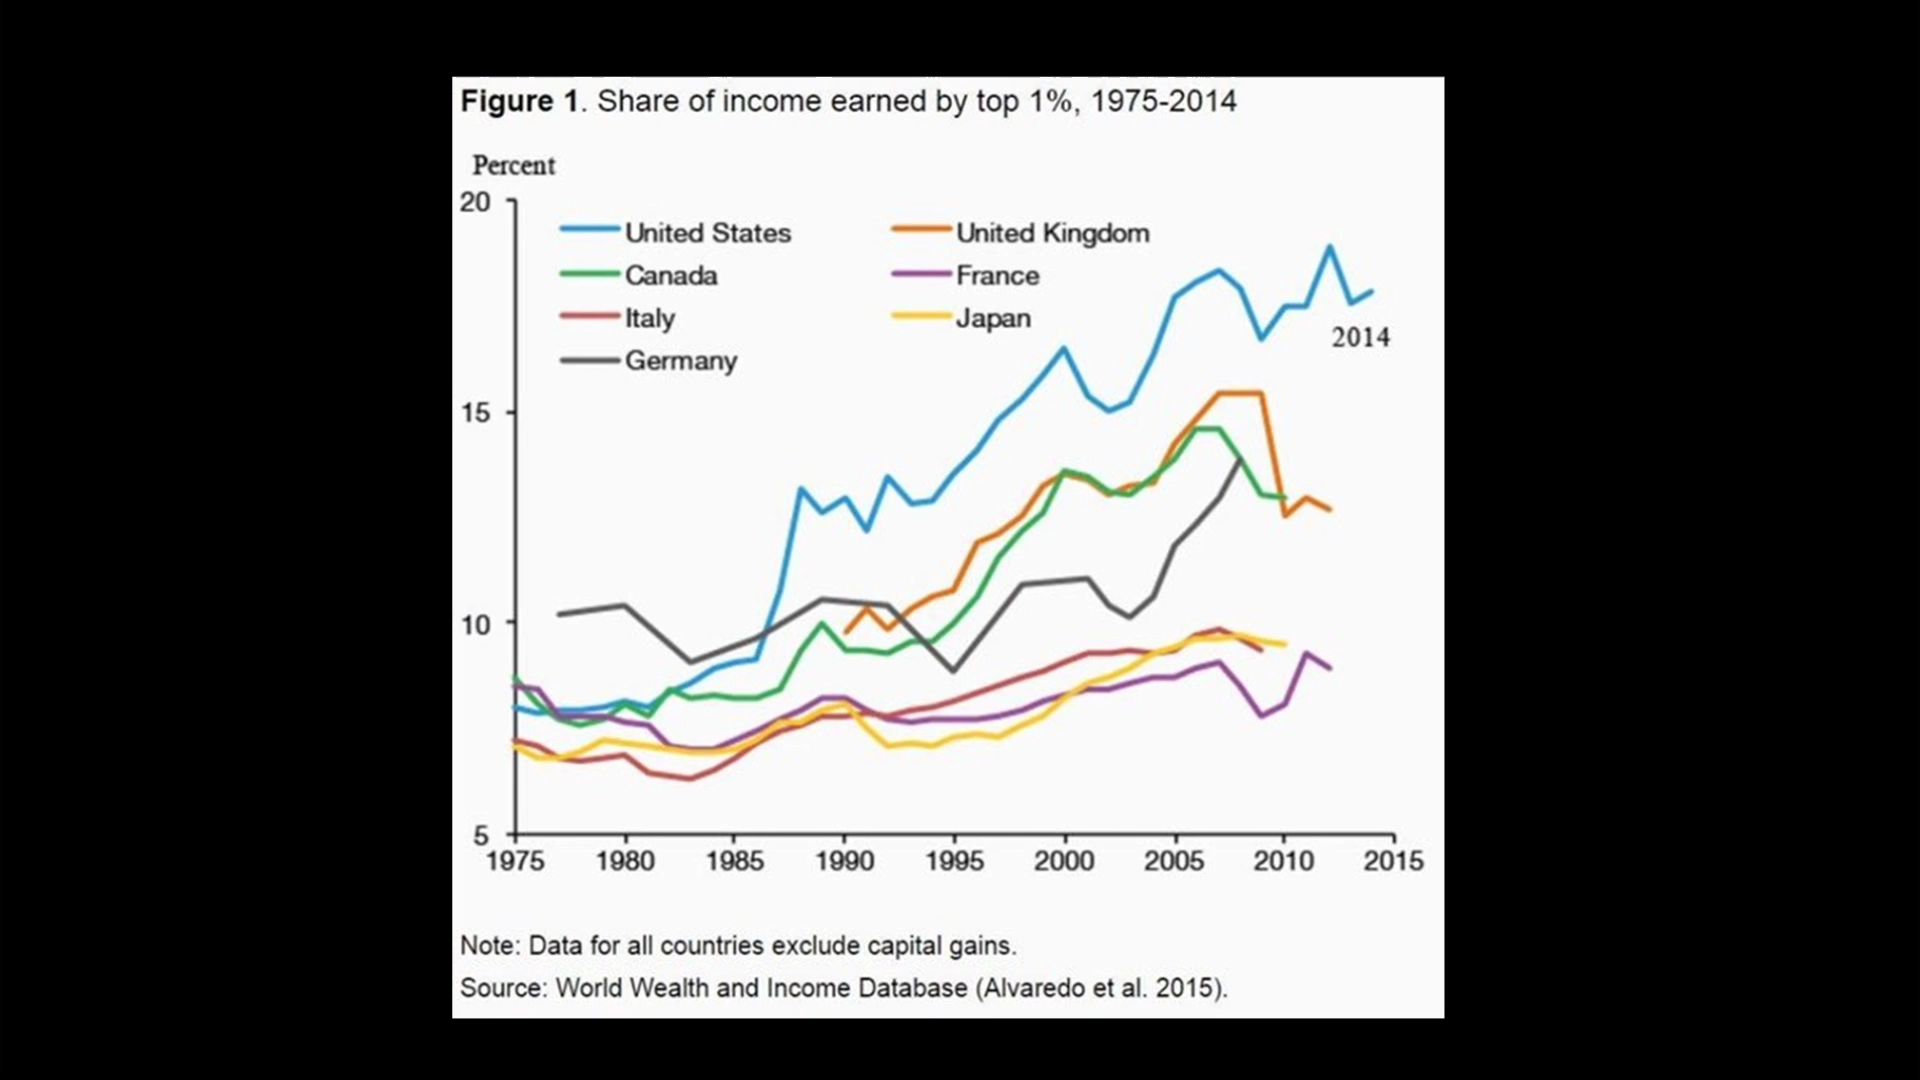 Figure 1. Share of income earned by top 1%, 1975-2014
Percent
20
United States
United Kingdom
Canada
France
Italy
Japan
2014
Germany
15
10
5
1975 1980 1985 1990 1995 2000 2005 2010 2015
Note: Data for all countries exclude capital gains.
Source: World Wealth and Income Database (Alvaredo et al. 2015).